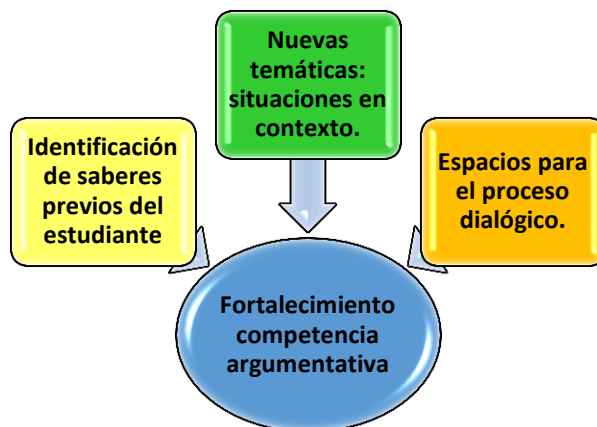 Nuevas
temáticas:
situaciones en
contexto.
Identificación
de saberes
previos del
estudiante
Espacios para
el proceso
dialógico.
Fortalecimiento
competencia
argumentativa